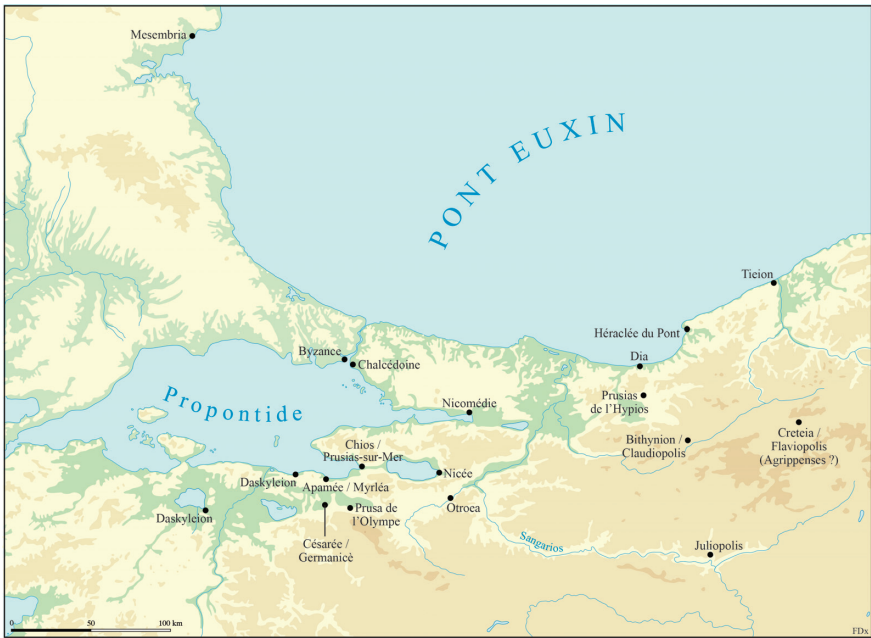 Mesembria
PONT EUXIN
Tieion
Héraclée du Pont
Byzance
Chalcédoine
Dia
Propontide
Prusias
de l'Hypios
Nicomédie
Creteia /
Flaviopolis
(Agrippenses ?)
Bithynion /
Claudiopolis
Chios /
Prusias-sur-Mer
Nicée
Daskyleion
Apamée / Myrléa
Otroea
Daskyleion
Prusa de
l'Olympe
Césarée /
Germanicè
Sangarios
Juliopolis
0 50 100 km
FDx